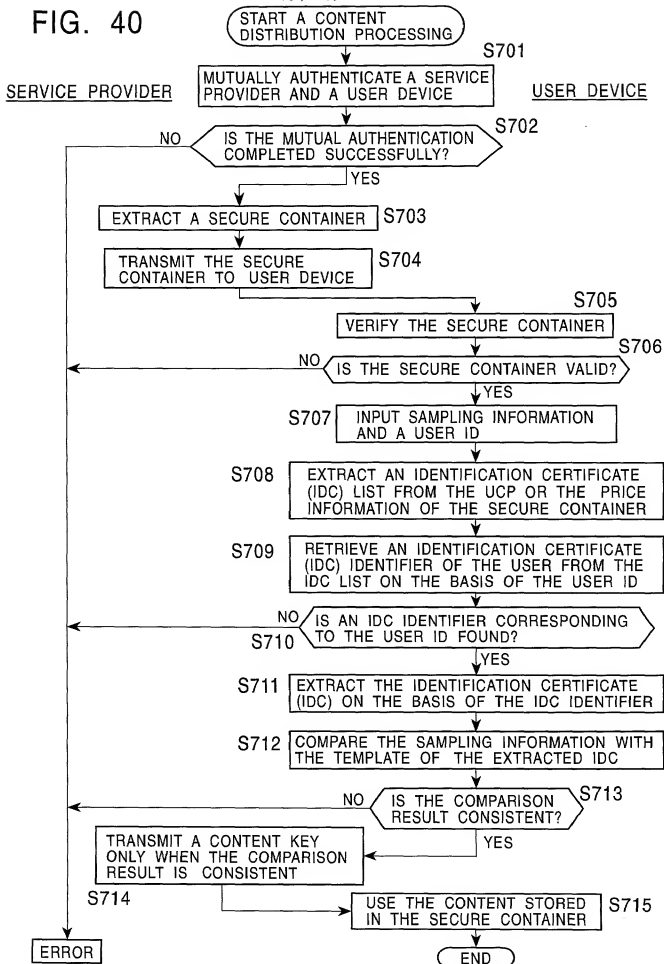 FIG. 40
START A CONTENT
DISTRIBUTION PROCESSING
S701
SERVICE PROVIDER
MUTUALLY AUTHENTICATE A SERVICE
PROVIDER AND A USER DEVICE
USER DEVICE
S702
NO
IS THE MUTUAL AUTHENTICATION
COMPLETED SUCCESSFULLY?
YES
EXTRACT A SECURE CONTAINER
S703
TRANSMIT THE SECURE
CONTAINER TO USER DEVICE
S704
S705
VERIFY THE SECURE CONTAINER
S706
NO
IS THE SECURE CONTAINER VALID?
YES
S707
INPUT SAMPLING INFORMATION
AND A USER ID
S708
EXTRACT AN IDENTIFICATION CERTIFICATE
(IDC) LIST FROM THE UCP OR THE PRICE
INFORMATION OF THE SECURE CONTAINER
S709
RETRIEVE AN IDENTIFICATION CERTIFICATE
(IDC) IDENTIFIER OF THE USER FROM THE
IDC LIST ON THE BASIS OF THE USER ID
NO
S710
IS AN IDC IDENTIFIER CORRESPONDING
TO THE USER ID FOUND?
YES
S711
EXTRACT THE IDENTIFICATION CERTIFICATE
(IDC) ON THE BASIS OF THE IDC IDENTIFIER
S712
COMPARE THE SAMPLING INFORMATION WITH
THE TEMPLATE OF THE EXTRACTED IDC
NO
IS THE COMPARISON
RESULT CONSISTENT?
S713
YES
TRANSMIT A CONTENT KEY
ONLY WHEN THE COMPARISON
RESULT IS CONSISTENT
S714
USE THE CONTENT STORED
IN THE SECURE CONTAINER
S715
ERROR
END